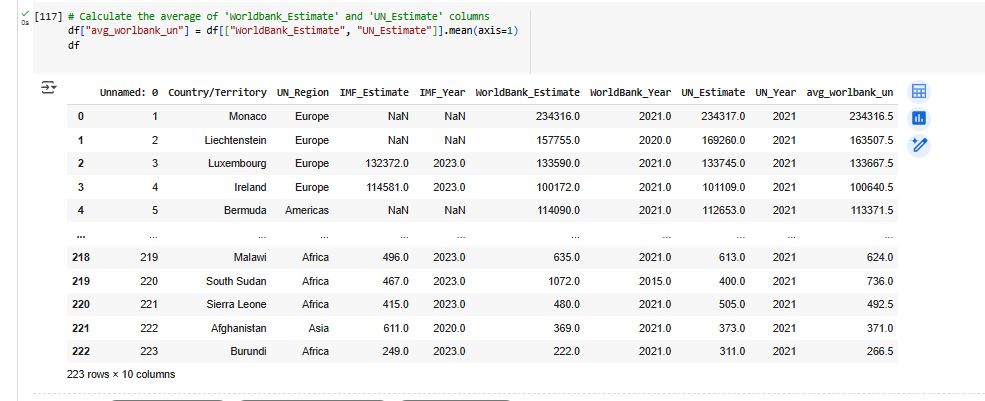 [117] # Calculate the average of 'Worldbank_Estimate' and 'UN_Estimate' columns
0s
df["avg_worlbank_un"] = df[["WorldBank_Estimate", "UN_Estimate"]].mean(axis=1)
df
Unnamed: 0 Country/Territory UN_Region IMF_Estimate IMF_Year WorldBank_Estimate WorldBank_Year UN_Estimate UN_Year avg_worlbank_un
0 1 Monaco Europe NaN NaN 234316.0 2021.0 234317.0 2021 234316.5
1 2 Liechtenstein Europe NaN NaN 157755.0 2020.0 169260.0 2021 163507.5
2 3 Luxembourg Europe 132372.0 2023.0 133590.0 2021.0 133745.0 2021 133667.5
3 4 Ireland Europe 114581.0 2023.0 100172.0 2021.0 101109.0 2021 100640.5
4 5 Bermuda Americas NaN NaN 114090.0 2021.0 112653.0 2021 113371.5
... ... ... ... ... ... ... ... ... ... ...
218 219 Malawi Africa 496.0 2023.0 635.0 2021.0 613.0 2021 624.0
219 220 South Sudan Africa 467.0 2023.0 1072.0 2015.0 400.0 2021 736.0
220 221 Sierra Leone Africa 415.0 2023.0 480.0 2021.0 505.0 2021 492.5
221 222 Afghanistan Asia 611.0 2020.0 369.0 2021.0 373.0 2021 371.0
222 223 Burundi Africa 249.0 2023.0 222.0 2021.0 311.0 2021 266.5
223 rows × 10 columns